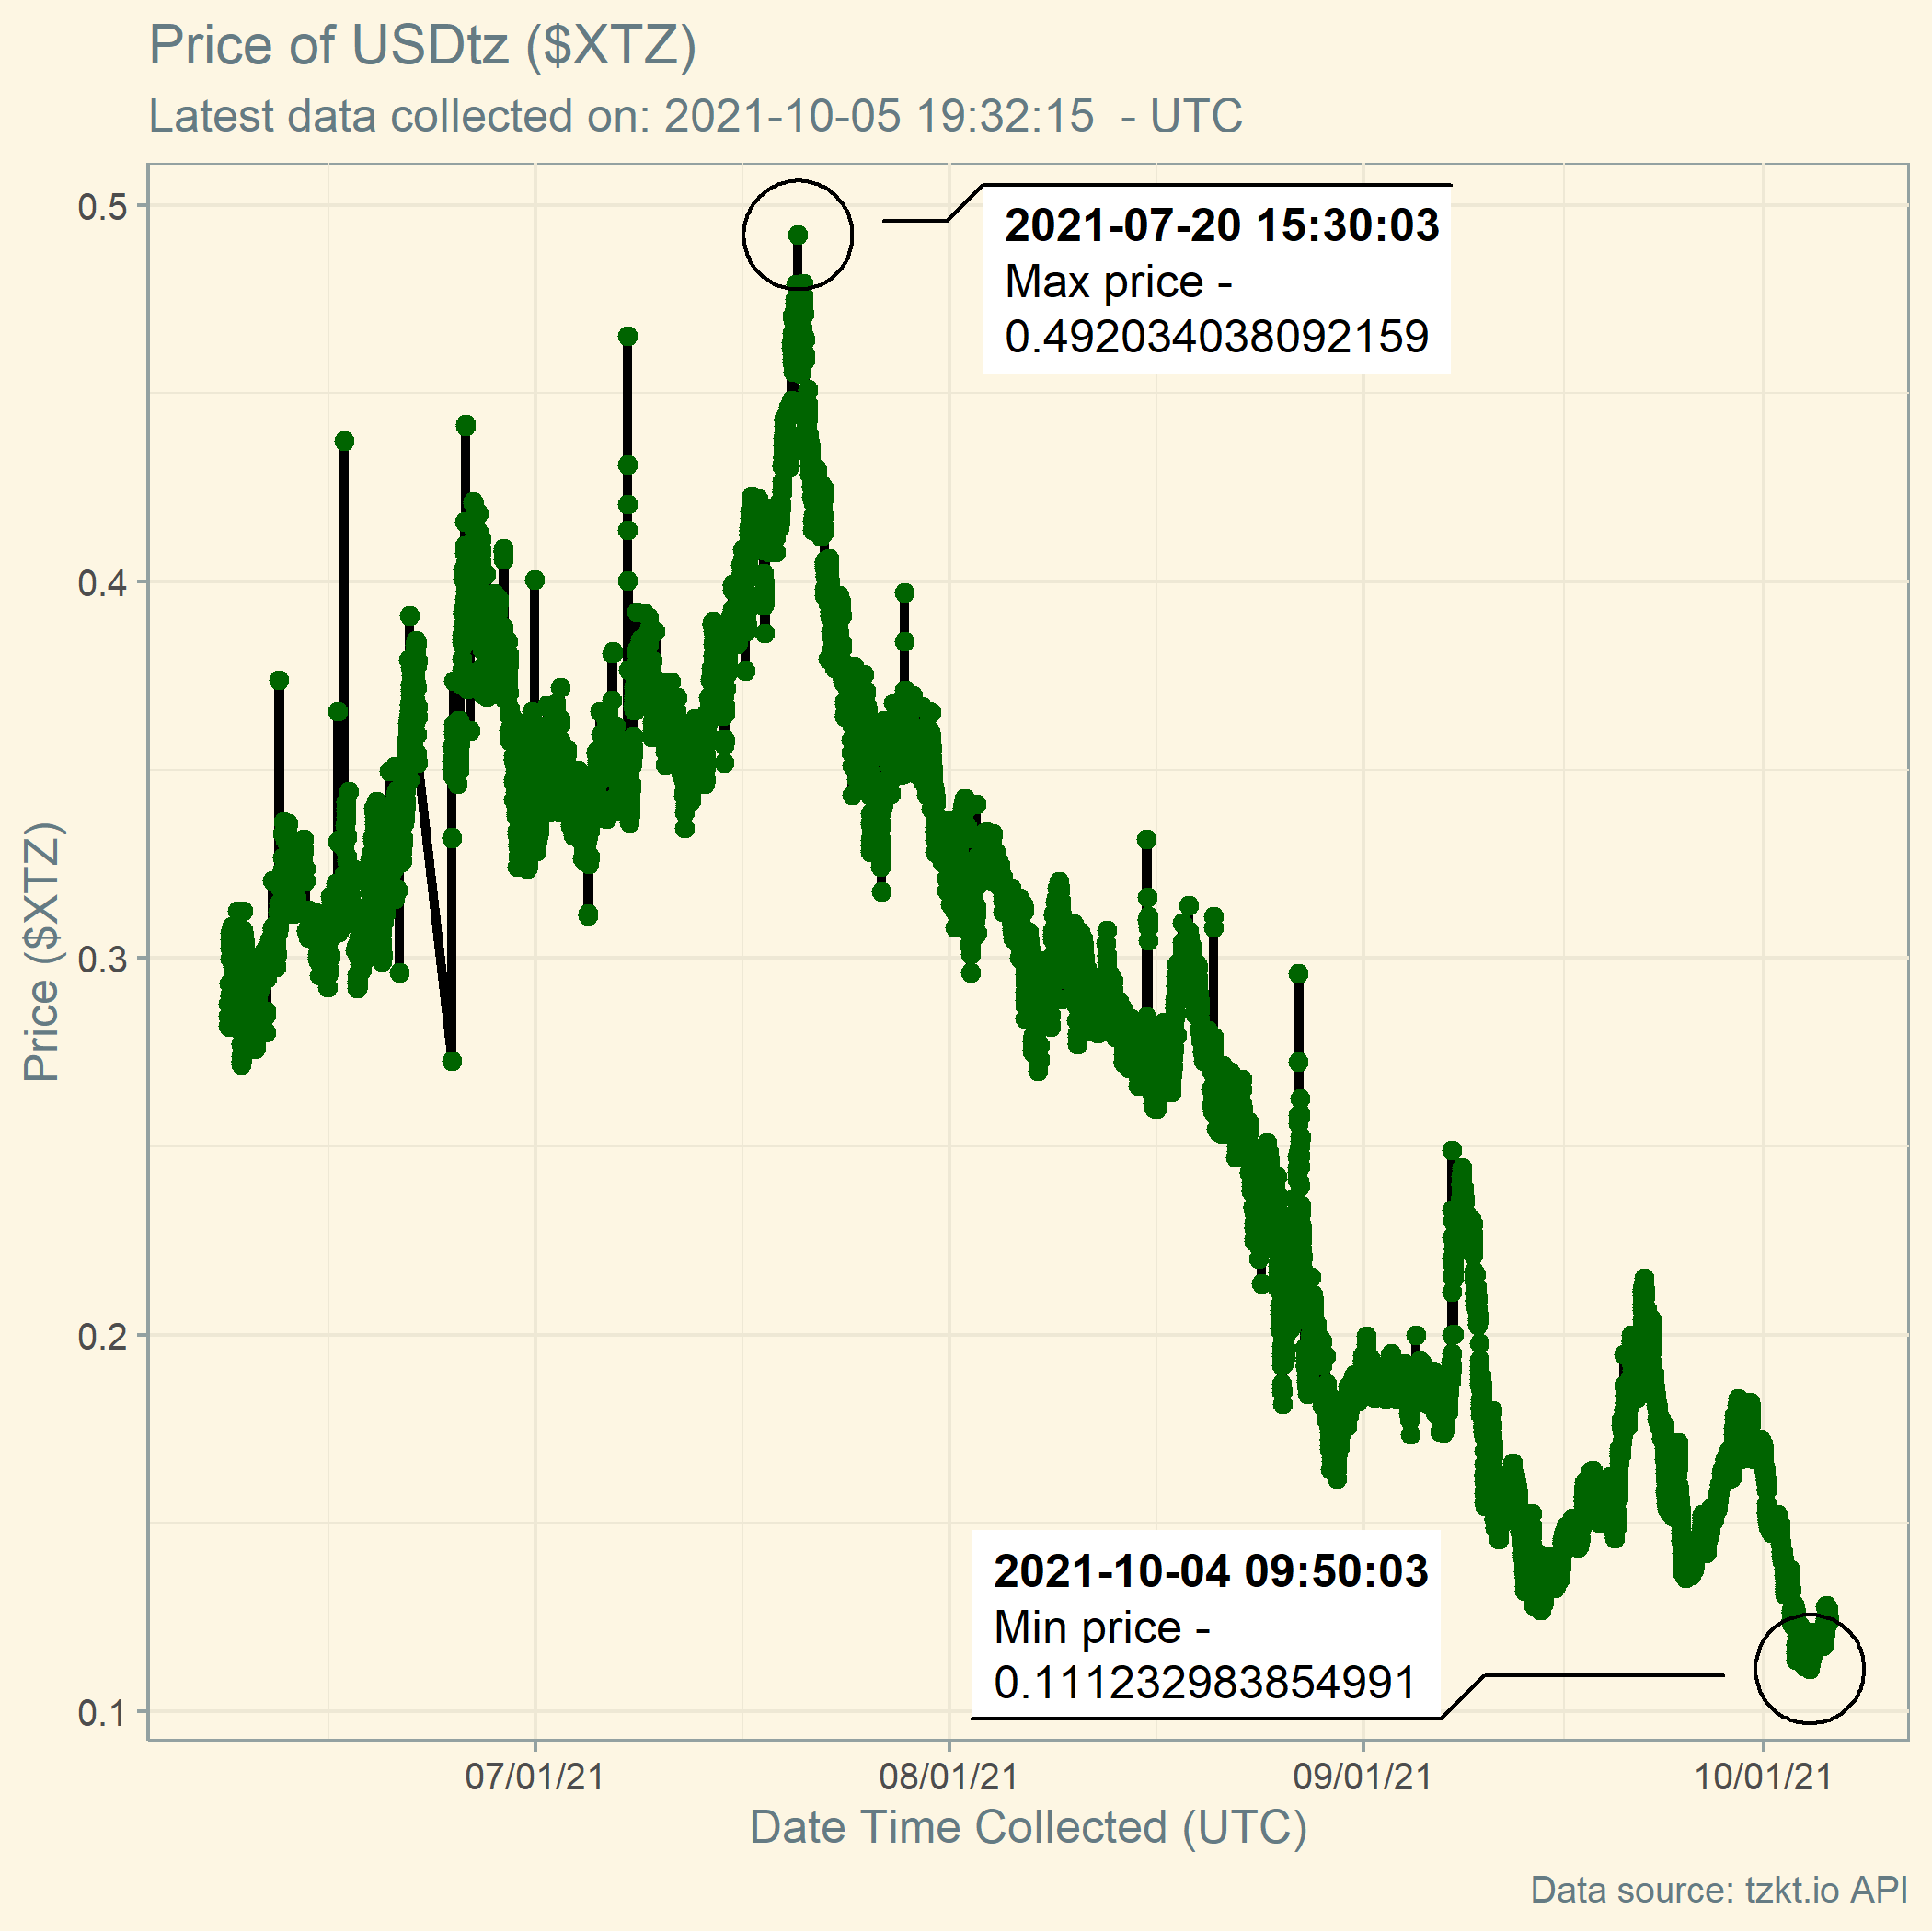 Price of USDtz ($XTZ)
Latest data collected on: 2021-10-05 19:32:15  - UTC
0.5
0.4
0.3
0.2
0.1
Price ($XTZ)
2021-07-20 15:30:03
Max price -
0.492034038092159
2021-10-04 09:50:03
Min price -
0.111232983854991
07/01/21
08/01/21
09/01/21
10/01/21
Date Time Collected (UTC)
Data source: tzkt.io API